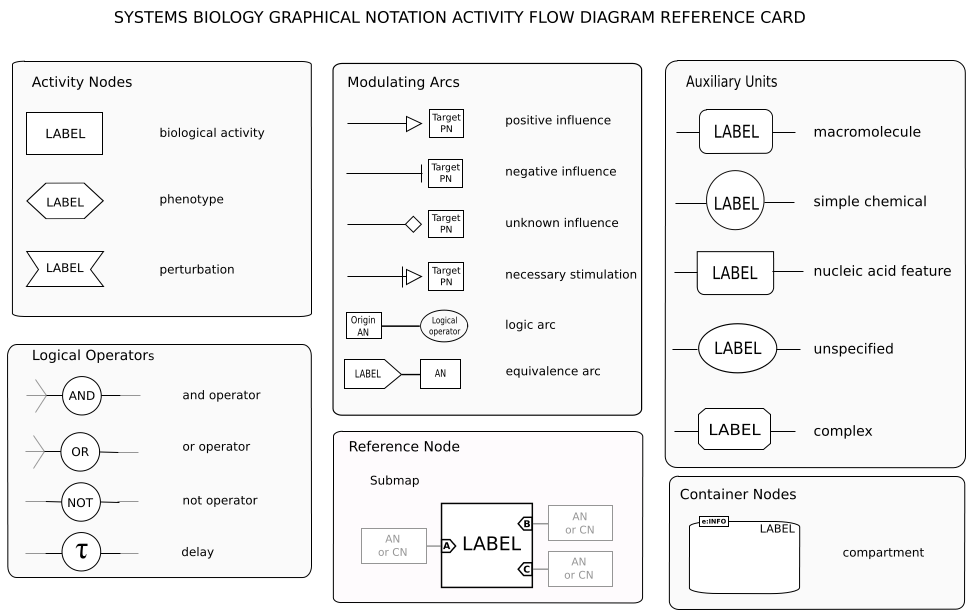 SYSTEMS BIOLOGY GRAPHICAL NOTATION ACTIVITY FLOW DIAGRAM REFERENCE CARD
Activity Nodes
LABEL biological activity
LABEL phenotype
LABEL perturbation
Logical Operators
AND and operator
OR or operator
NOT not operator
τ delay
Modulating Arcs
Target
PN
positive influence
Target
PN
negative influence
Target
PN
unknown influence
Target
PN
necessary stimulation
Origin
AN
Logical
operator
logic arc
LABEL AN equivalence arc
Reference Node
Submap
AN
or CN
A LABEL B C
AN
or CN
AN
or CN
Auxiliary Units
LABEL macromolecule
LABEL simple chemical
LABEL nucleic acid feature
LABEL unspecified
LABEL complex
Container Nodes
e:INFO
LABEL
compartment